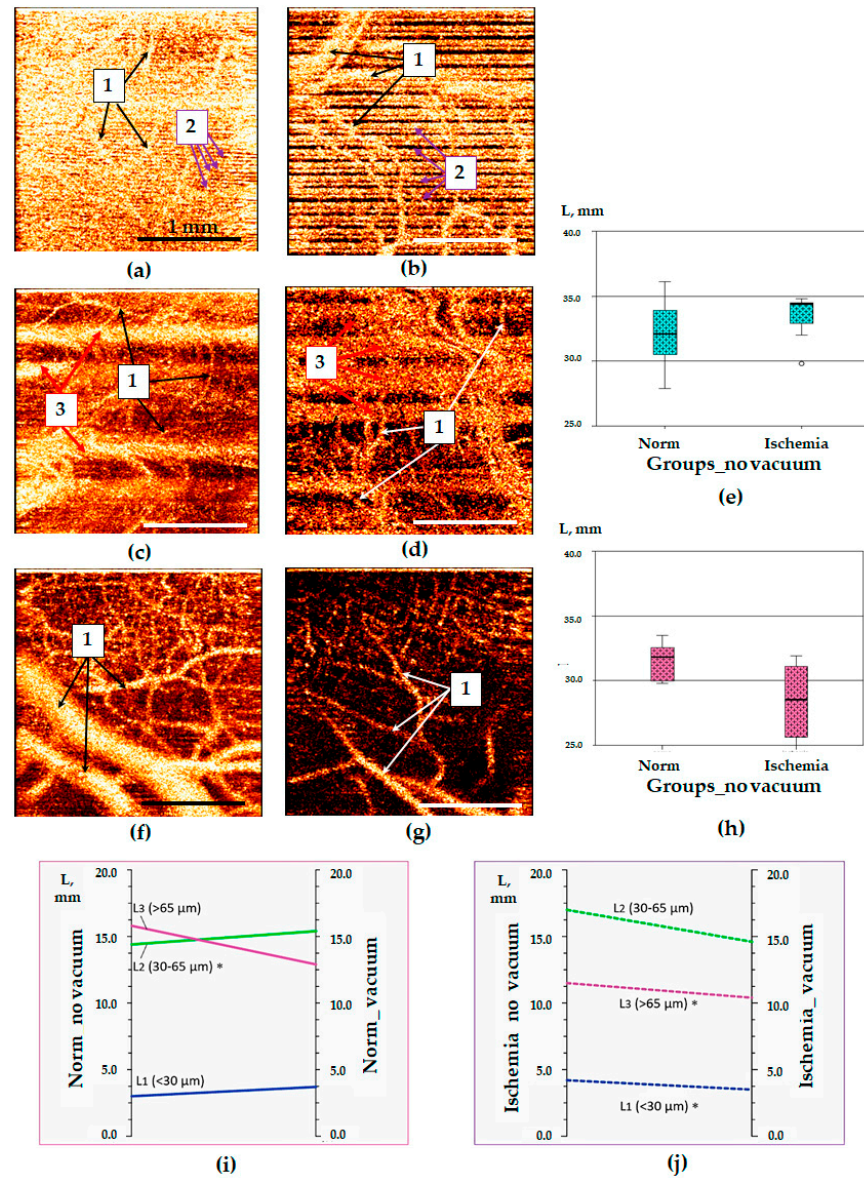 1
2
1 mm
(a)
1
2
(b)
L, mm
40.0
35.0
30.0
25.0
Norm
Ischemia
Groups_no vacuum
(e)
1
3
(c)
3
1
(d)
L, mm
40.0
35.0
30.0
25.0
Norm
Ischemia
Groups_no vacuum
(h)
1
(f)
1
(g)
Norm no vacuum
L,
mm
20.0
15.0
10.0
5.0
0.0
L3 (>65 µm)
L2 (30-65 µm) *
L1 (<30 µm)
20.0
15.0
10.0
5.0
0.0
Norm_ vacuum
(i)
Ischemia no vacuum
L,
mm
20.0
15.0
10.0
5.0
0.0
L2 (30-65 µm)
L3 (>65 µm) *
L1 (<30 µm) *
20.0
15.0
10.0
5.0
0.0
Ischemia_ vacuum
(j)